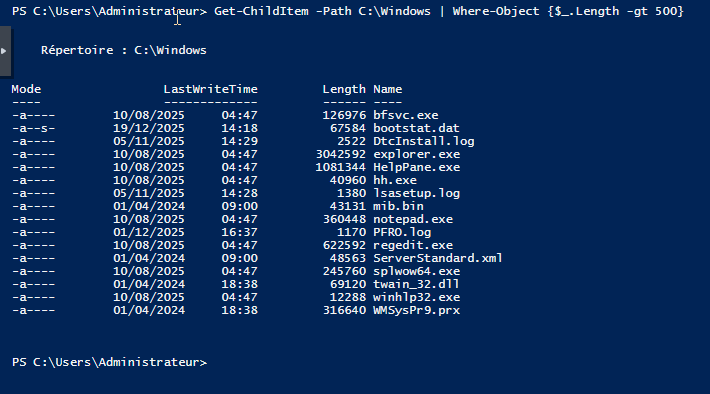 PS C:\Users\Administrateur> Get-ChildItem -Path C:\Windows | Where-Object {$_.Length -gt 500}
Répertoire : C:\Windows
Mode LastWriteTime Length Name
---- ------------- ------ ----
-a---- 10/08/2025 04:47 126976 bfsvc.exe
-a--s- 19/12/2025 14:18 67584 bootstat.dat
-a---- 05/11/2025 14:29 2522 DtcInstall.log
-a---- 10/08/2025 04:47 3042592 explorer.exe
-a---- 10/08/2025 04:47 1081344 HelpPane.exe
-a---- 10/08/2025 04:47 40960 hh.exe
-a---- 05/11/2025 14:28 1380 lsasetup.log
-a---- 01/04/2024 09:00 43131 mib.bin
-a---- 10/08/2025 04:47 360448 notepad.exe
-a---- 01/12/2025 16:37 1170 PFRO.log
-a---- 10/08/2025 04:47 622592 regedit.exe
-a---- 01/04/2024 09:00 48563 ServerStandard.xml
-a---- 10/08/2025 04:47 245760 splwow64.exe
-a---- 01/04/2024 18:38 69120 twain_32.dll
-a---- 10/08/2025 04:47 12288 winhlp32.exe
-a---- 01/04/2024 18:38 316640 WMSysPr9.prx
PS C:\Users\Administrateur>